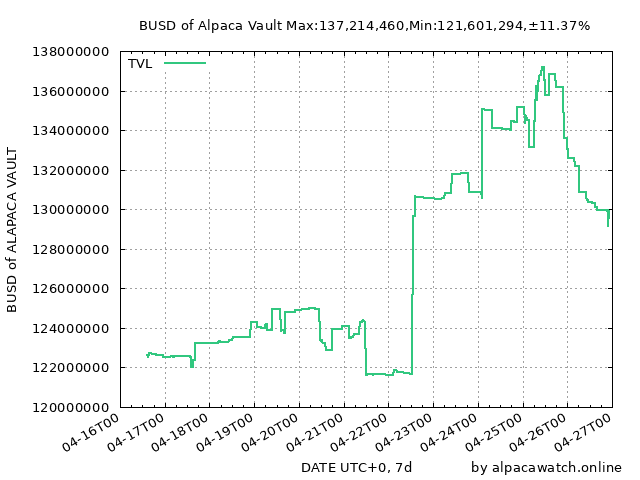 BUSD of Alpaca Vault Max:137,214,460,Min:121,601,294,±11.37%
TVL
138000000
136000000
134000000
132000000
130000000
128000000
126000000
124000000
122000000
120000000
BUSD of ALAPACA VAULT
04-16T00
04-17T00
04-18T00
04-19T00
04-20T00
04-21T00
04-22T00
04-23T00
04-24T00
04-25T00
04-26T00
04-27T00
DATE UTC+0, 7d
by alpacawatch.online